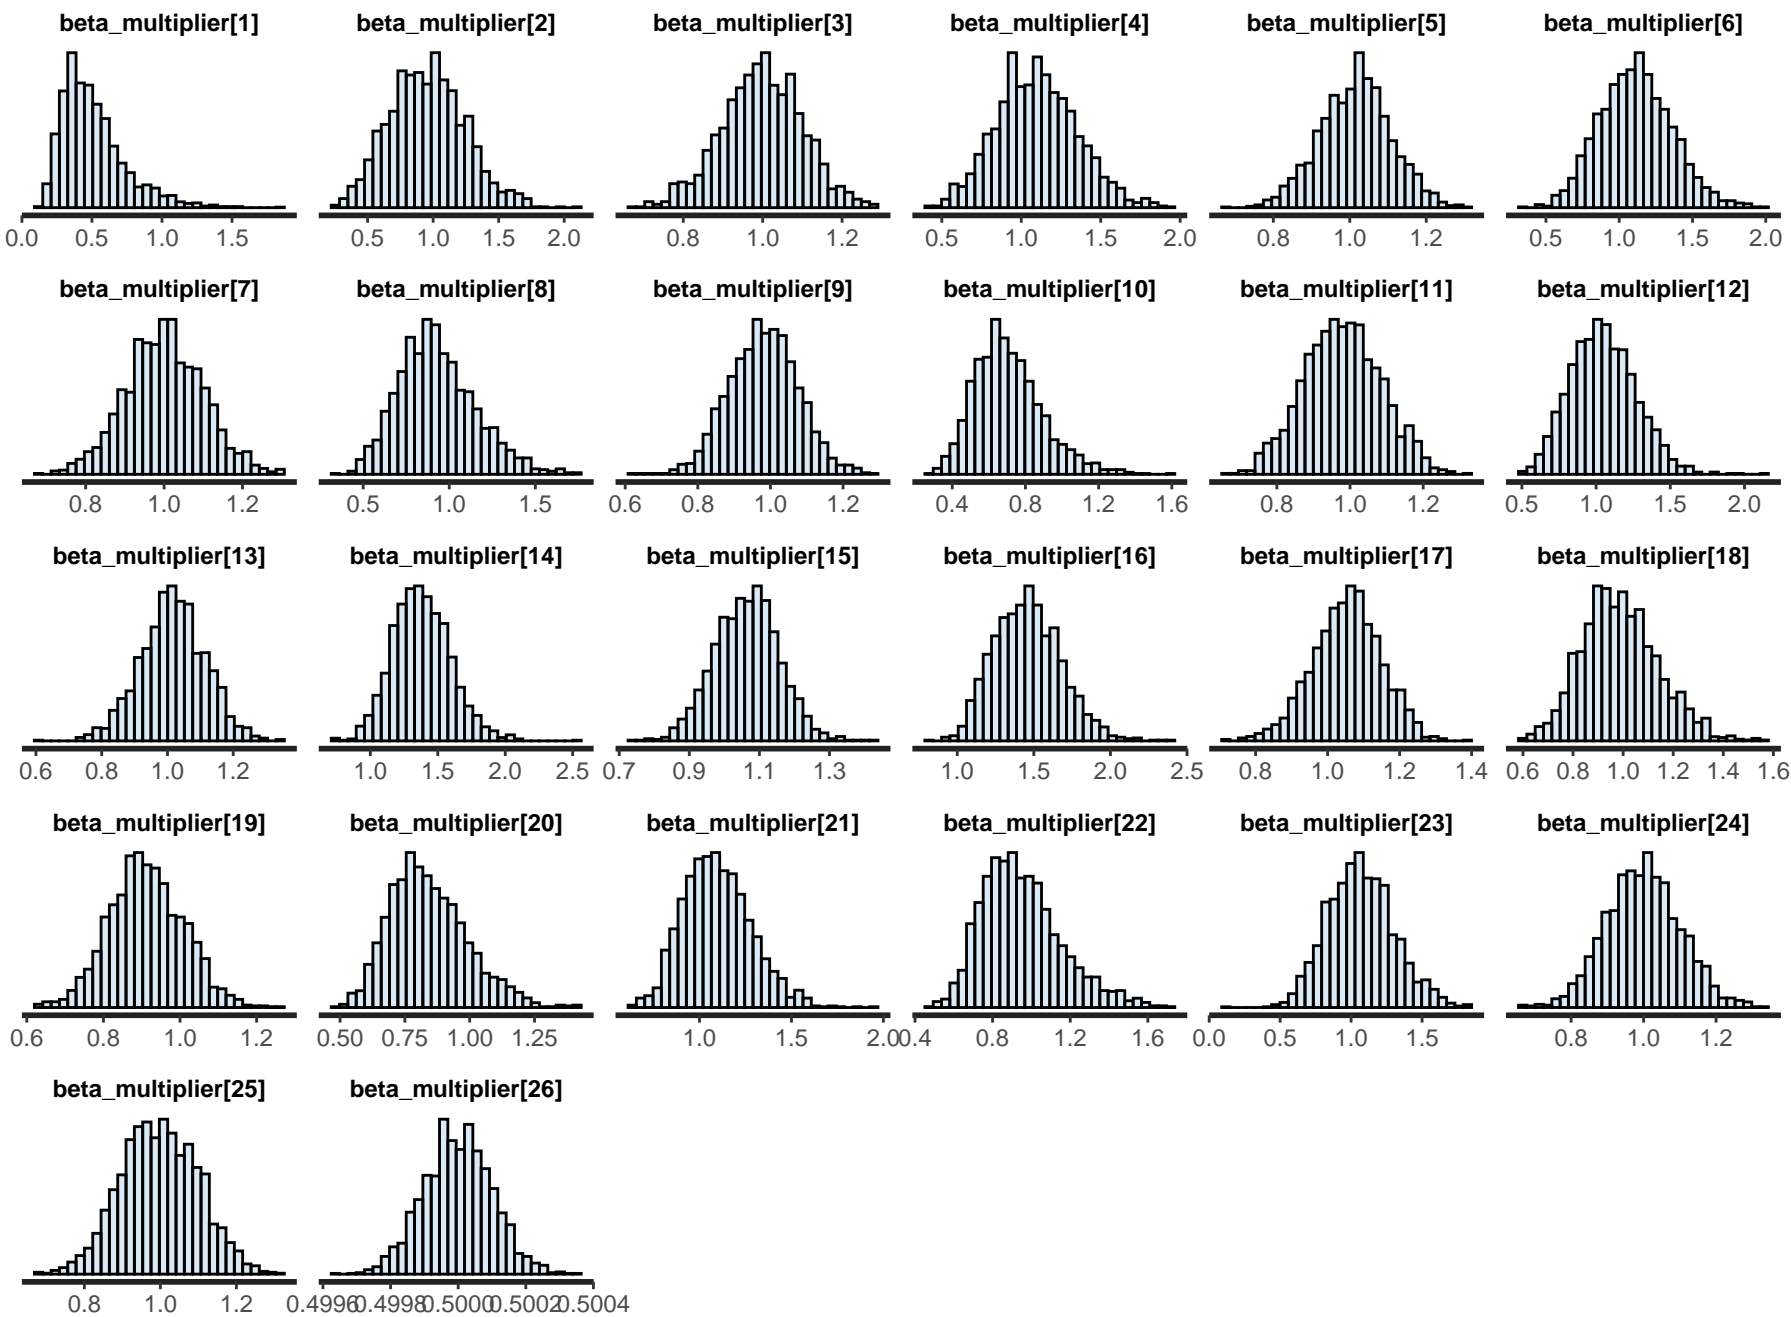 beta_multiplier[1] beta_multiplier[2] beta_multiplier[3] beta_multiplier[4] beta_multiplier[5] beta_multiplier[6]
0.0 0.5 1.0 1.5 0.5 1.0 1.5 2.0 0.8 1.0 1.2 0.5 1.0 1.5 2.0 0.8 1.0 1.2 0.5 1.0 1.5 2.0
beta_multiplier[7] beta_multiplier[8] beta_multiplier[9] beta_multiplier[10] beta_multiplier[11] beta_multiplier[12]
0.8 1.0 1.2 0.5 1.0 1.5 0.6 0.8 1.0 1.2 0.4 0.8 1.2 1.6 0.8 1.0 1.2 0.5 1.0 1.5 2.0
beta_multiplier[13] beta_multiplier[14] beta_multiplier[15] beta_multiplier[16] beta_multiplier[17] beta_multiplier[18]
0.6 0.8 1.0 1.2 1.0 1.5 2.0 2.5 0.7 0.9 1.1 1.3 1.0 1.5 2.0 2.5 0.8 1.0 1.2 1.4 0.6 0.8 1.0 1.2 1.4 1.6
beta_multiplier[19] beta_multiplier[20] beta_multiplier[21] beta_multiplier[22] beta_multiplier[23] beta_multiplier[24]
0.6 0.8 1.0 1.2 0.50 0.75 1.00 1.25 1.0 1.5 2.0 0.4 0.8 1.2 1.6 0.0 0.5 1.0 1.5 0.8 1.0 1.2
beta_multiplier[25] beta_multiplier[26]
0.8 1.0 1.2 0.4996 0.4998 0.5000 0.5002 0.5004